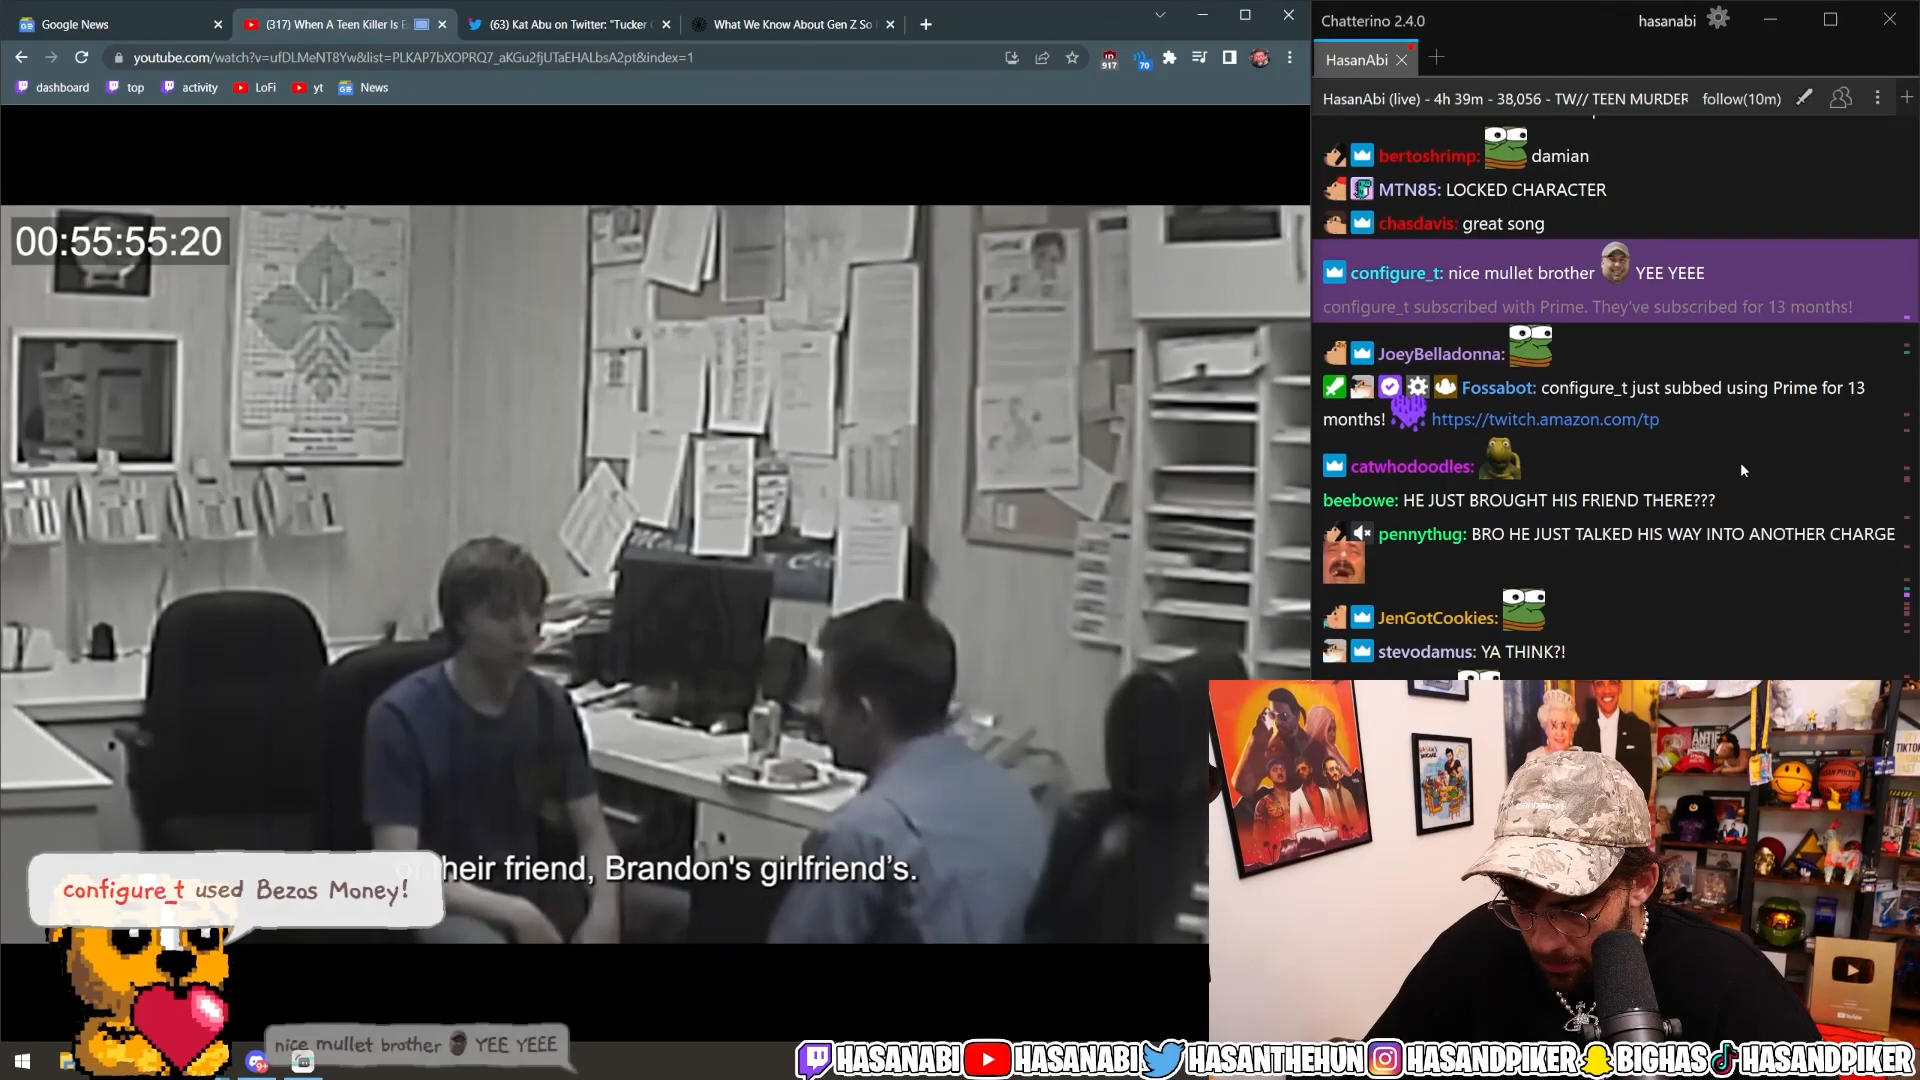 Google News
(317) When A Teen Killer Is E
(63) Kat Abu on Twitter: "Tucker
What We Know About Gen Z So
youtube.com/watch?v=ufDLMeNT8Yw&list=PLKAP7bXOPRQ7_aKGu2fjUTaEHALbsA2pt&index=1
917
70
dashboard
top
activity
LoFi
yt
News
00:55:55:20
heir friend, Brandon's girlfriend's.
configure_t used Bezos Money!
nice mullet brother YEE YEEE
Chatterino 2.4.0
hasanabi
HasanAbi
HasanAbi (live) - 4h 39m - 38,056 - TW// TEEN MURDER
follow(10m)
bertoshrimp: damian
MTN85: LOCKED CHARACTER
chasdavis: great song
configure_t: nice mullet brother YEE YEEE
configure_t subscribed with Prime. They've subscribed for 13 months!
JoeyBelladonna:
Fossabot: configure_t just subbed using Prime for 13
months! https://twitch.amazon.com/tp
catwhodoodles:
beebowe: HE JUST BROUGHT HIS FRIEND THERE???
pennythug: BRO HE JUST TALKED HIS WAY INTO ANOTHER CHARGE
JenGotCookies:
stevodamus: YA THINK?!
HASANABI HASANABI HASANTHEHUN HASANDPIKER BIGHAS HASANDPIKER